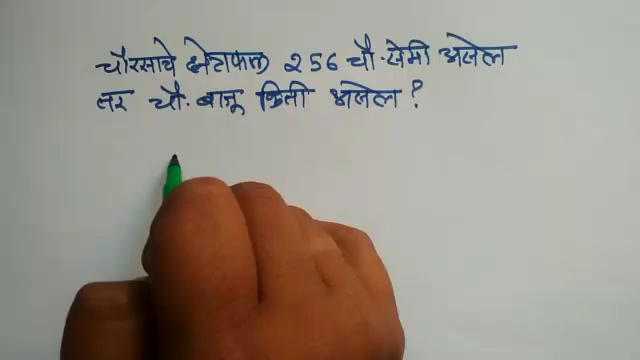 चौरसाचे क्षेत्रफळ 256 चौ.सेमी असेल
तर चौ. बाजू किती असेल?